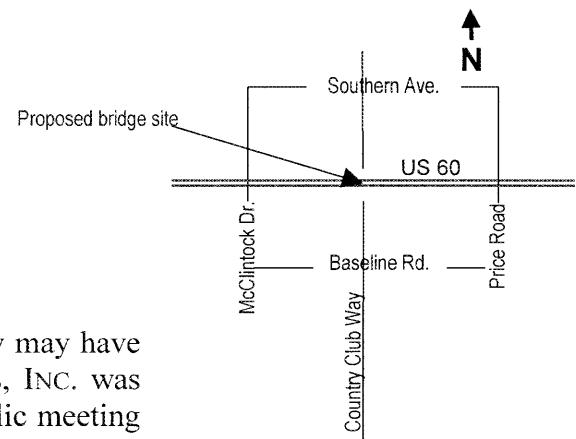 N
Southern Ave.
Proposed bridge site
US 60
McClintock Dr.
Price Road
Baseline Rd.
Country Club Way
may have
, INC. was
lic meeting